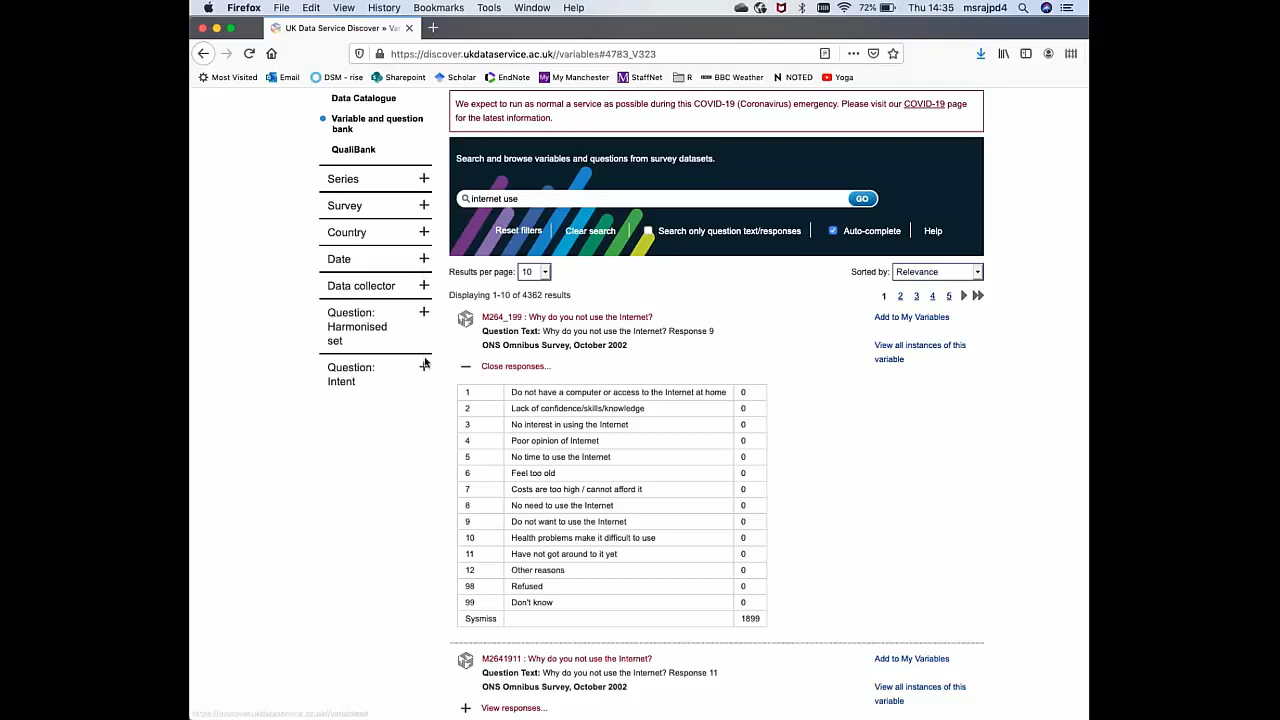 Firefox File Edit View History Bookmarks Tools Window Help 72% Thu 14:35 msrajpd4
UK Data Service Discover » Va
https://discover.ukdataservice.ac.uk//variables#4783_V323
Most Visited Email DSM - rise Sharepoint Scholar EndNote My Manchester StaffNet R BBC Weather NOTED Yoga
Data Catalogue
Variable and question
bank
QualiBank
Series
Survey
Country
Date
Data collector
Question:
Harmonised
set
Question:
Intent
We expect to run as normal a service as possible during this COVID-19 (Coronavirus) emergency. Please visit our COVID-19 page
for the latest information.
Search and browse variables and questions from survey datasets.
internet use GO
Reset filters Clear search Search only question text/responses Auto-complete Help
Results per page: 10 Sorted by: Relevance
Displaying 1-10 of 4362 results 1 2 3 4 5
M264_199 : Why do you not use the Internet? Add to My Variables
Question Text: Why do you not use the Internet? Response 9
ONS Omnibus Survey, October 2002 View all instances of this
variable
Close responses...
1 Do not have a computer or access to the Internet at home 0
2 Lack of confidence/skills/knowledge 0
3 No interest in using the Internet 0
4 Poor opinion of Internet 0
5 No time to use the Internet 0
6 Feel too old 0
7 Costs are too high / cannot afford it 0
8 No need to use the Internet 0
9 Do not want to use the Internet 0
10 Health problems make it difficult to use 0
11 Have not got around to it yet 0
12 Other reasons 0
98 Refused 0
99 Don't know 0
Sysmiss 1899
M2641911 : Why do you not use the Internet? Add to My Variables
Question Text: Why do you not use the Internet? Response 11
ONS Omnibus Survey, October 2002 View all instances of this
variable
View responses...
https://discover.ukdataservice.ac.uk//variables#